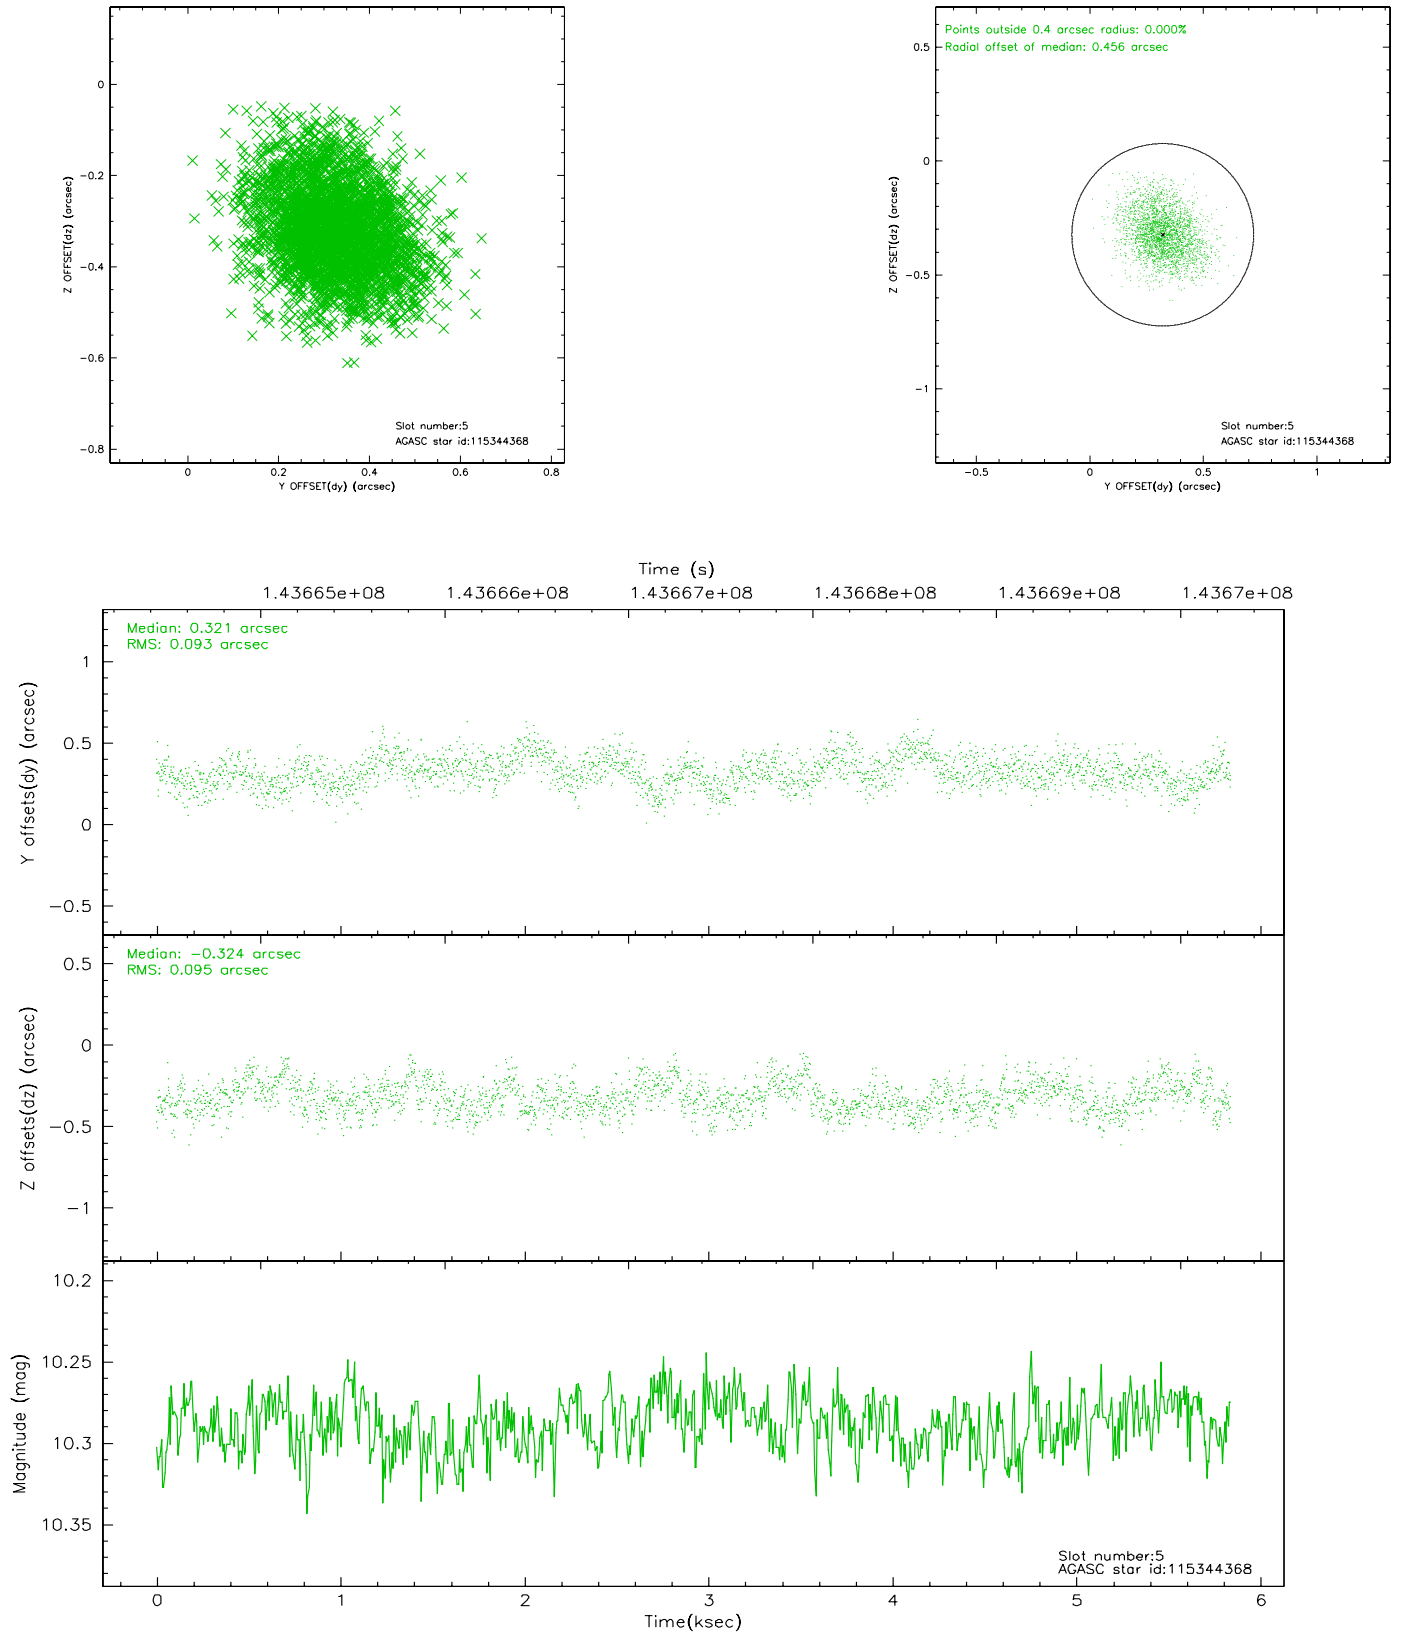 0
−0.2
−0.4
−0.6
−0.8
Z OFFSET(dz) (arcsec)
Slot number:5
AGASC star id:115344368
0 0.2 0.4 0.6 0.8
Y OFFSET(dy) (arcsec)
Points outside 0.4 arcsec radius: 0.000%
Radial offset of median: 0.456 arcsec
0.5
0
−0.5
−1
Z OFFSET(dz) (arcsec)
Slot number:5
AGASC star id:115344368
−0.5 0 0.5 1
Y OFFSET(dy) (arcsec)
Time (s)
1.43665e+08 1.43666e+08 1.43667e+08 1.43668e+08 1.43669e+08 1.4367e+08
Median: 0.321 arcsec
RMS: 0.093 arcsec
1
0.5
0
−0.5
Y offsets(dy) (arcsec)
Median: −0.324 arcsec
RMS: 0.095 arcsec
0.5
0
−0.5
−1
Z offsets(dz) (arcsec)
10.2
10.25
10.3
10.35
Magnitude (mag)
Slot number:5
AGASC star id:115344368
0 1 2 3 4 5 6
Time(ksec)